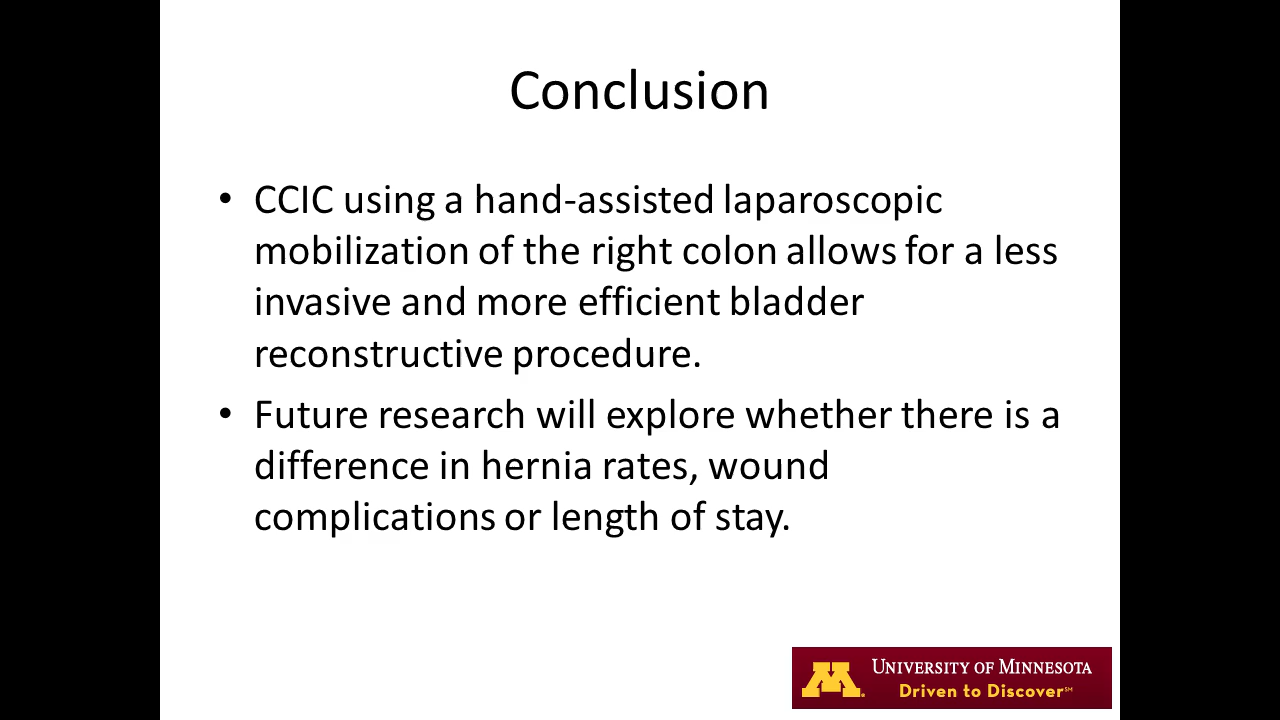 Conclusion
• CCIC using a hand-assisted laparoscopic
mobilization of the right colon allows for a less
invasive and more efficient bladder
reconstructive procedure.
• Future research will explore whether there is a
difference in hernia rates, wound
complications or length of stay.
M.
UNIVERSITY OF MINNESOTA
Driven to Discover℠